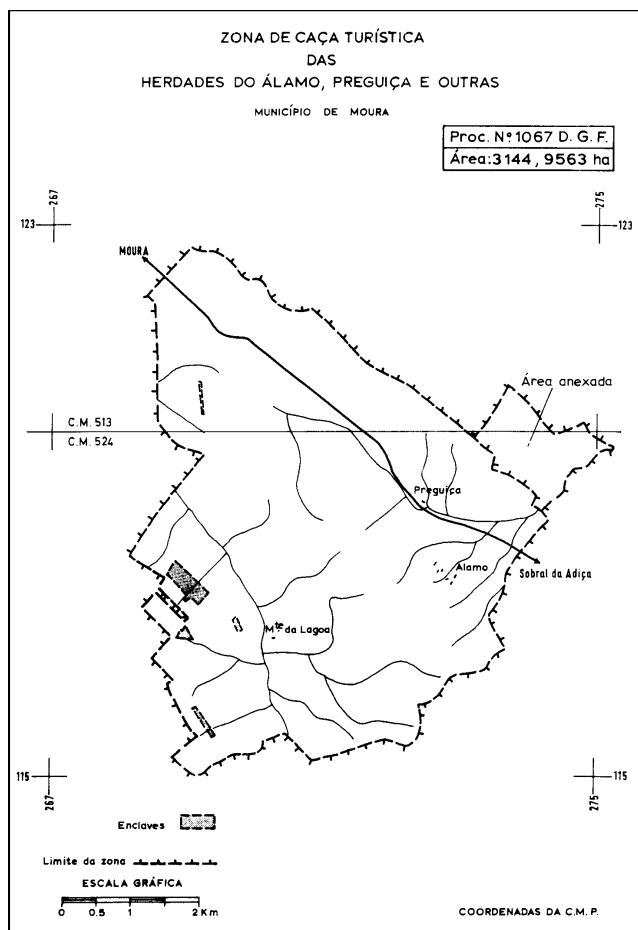 ZONA DE CAÇA TURÍSTICA
DAS
HERDADES DO ÁLAMO, PREGUIÇA E OUTRAS
MUNICÍPIO DE MOURA
Proc. Nº 1067 D. G. F.
Área: 3144, 9563 ha
267
275
123
123
MOURA
Área anexada
C.M. 513
C.M. 524
Preguiça
Álamo
Sobral da Adiça
Mte da Lagoa
115
115
267
275
Enclaves
Limite da zona
ESCALA GRÁFICA
0 0.5 1 2 Km
COORDENADAS DA C.M.P.